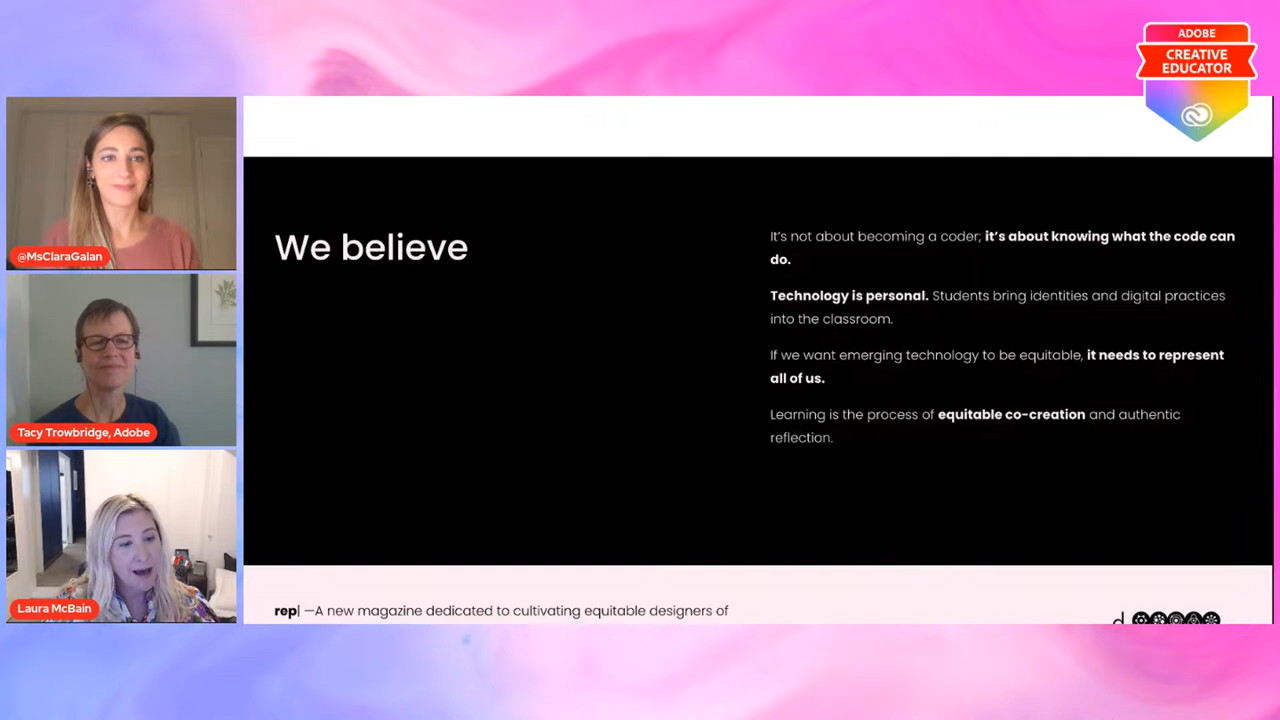 ADOBE
CREATIVE
EDUCATOR
@MsClaraGalan
Tacy Trowbridge, Adobe
Laura McBain
We believe
It's not about becoming a coder; it's about knowing what the code can
do.
Technology is personal. Students bring identities and digital practices
into the classroom.
If we want emerging technology to be equitable, it needs to represent
all of us.
Learning is the process of equitable co-creation and authentic
reflection.
rep| —A new magazine dedicated to cultivating equitable designers of